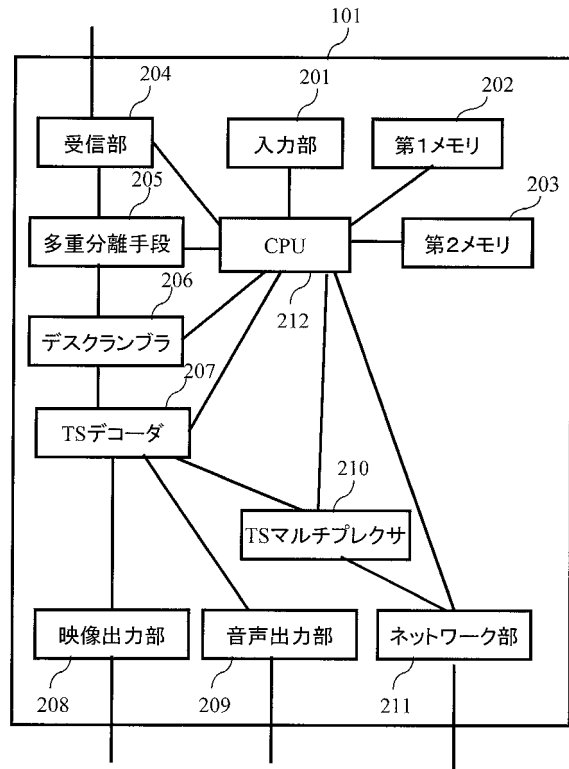 101
204
201
202
受信部
入力部
第1メモリ
205
203
多重分離手段
CPU
第2メモリ
206
212
デスクランブラ
207
TSデコーダ
210
TSマルチプレクサ
映像出力部
音声出力部
ネットワーク部
208
209
211